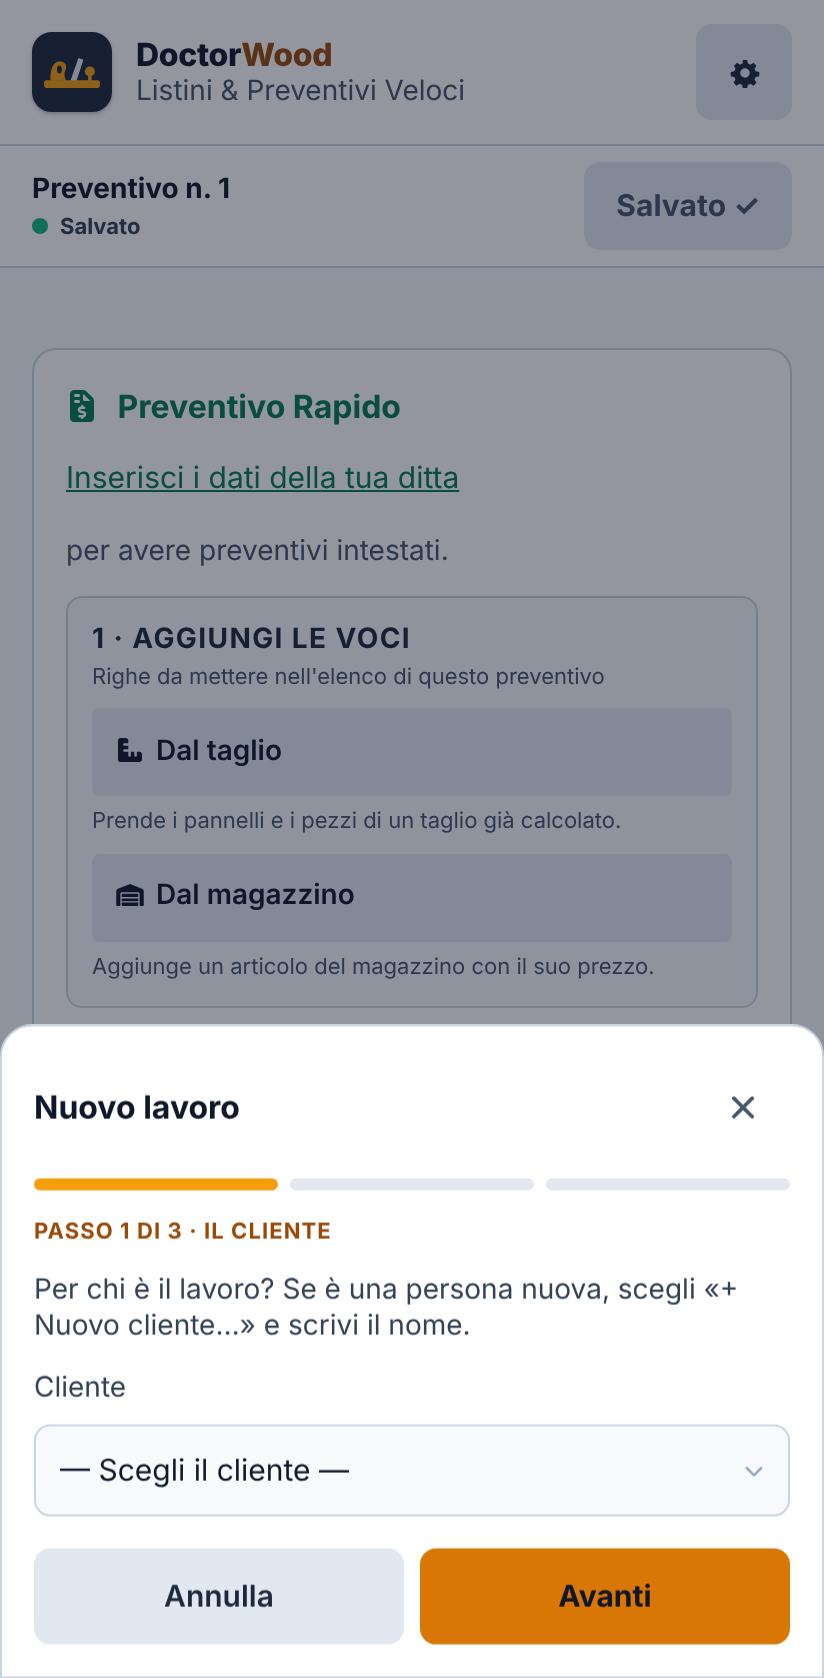 DoctorWood
Listini & Preventivi Veloci
Preventivo n. 1
Salvato
Salvato ✓
Preventivo Rapido
Inserisci i dati della tua ditta
per avere preventivi intestati.
1 · AGGIUNGI LE VOCI
Righe da mettere nell'elenco di questo preventivo
Dal taglio
Prende i pannelli e i pezzi di un taglio già calcolato.
Dal magazzino
Aggiunge un articolo del magazzino con il suo prezzo.
Nuovo lavoro
PASSO 1 DI 3 · IL CLIENTE
Per chi è il lavoro? Se è una persona nuova, scegli «+
Nuovo cliente...» e scrivi il nome.
Cliente
— Scegli il cliente —
Annulla
Avanti